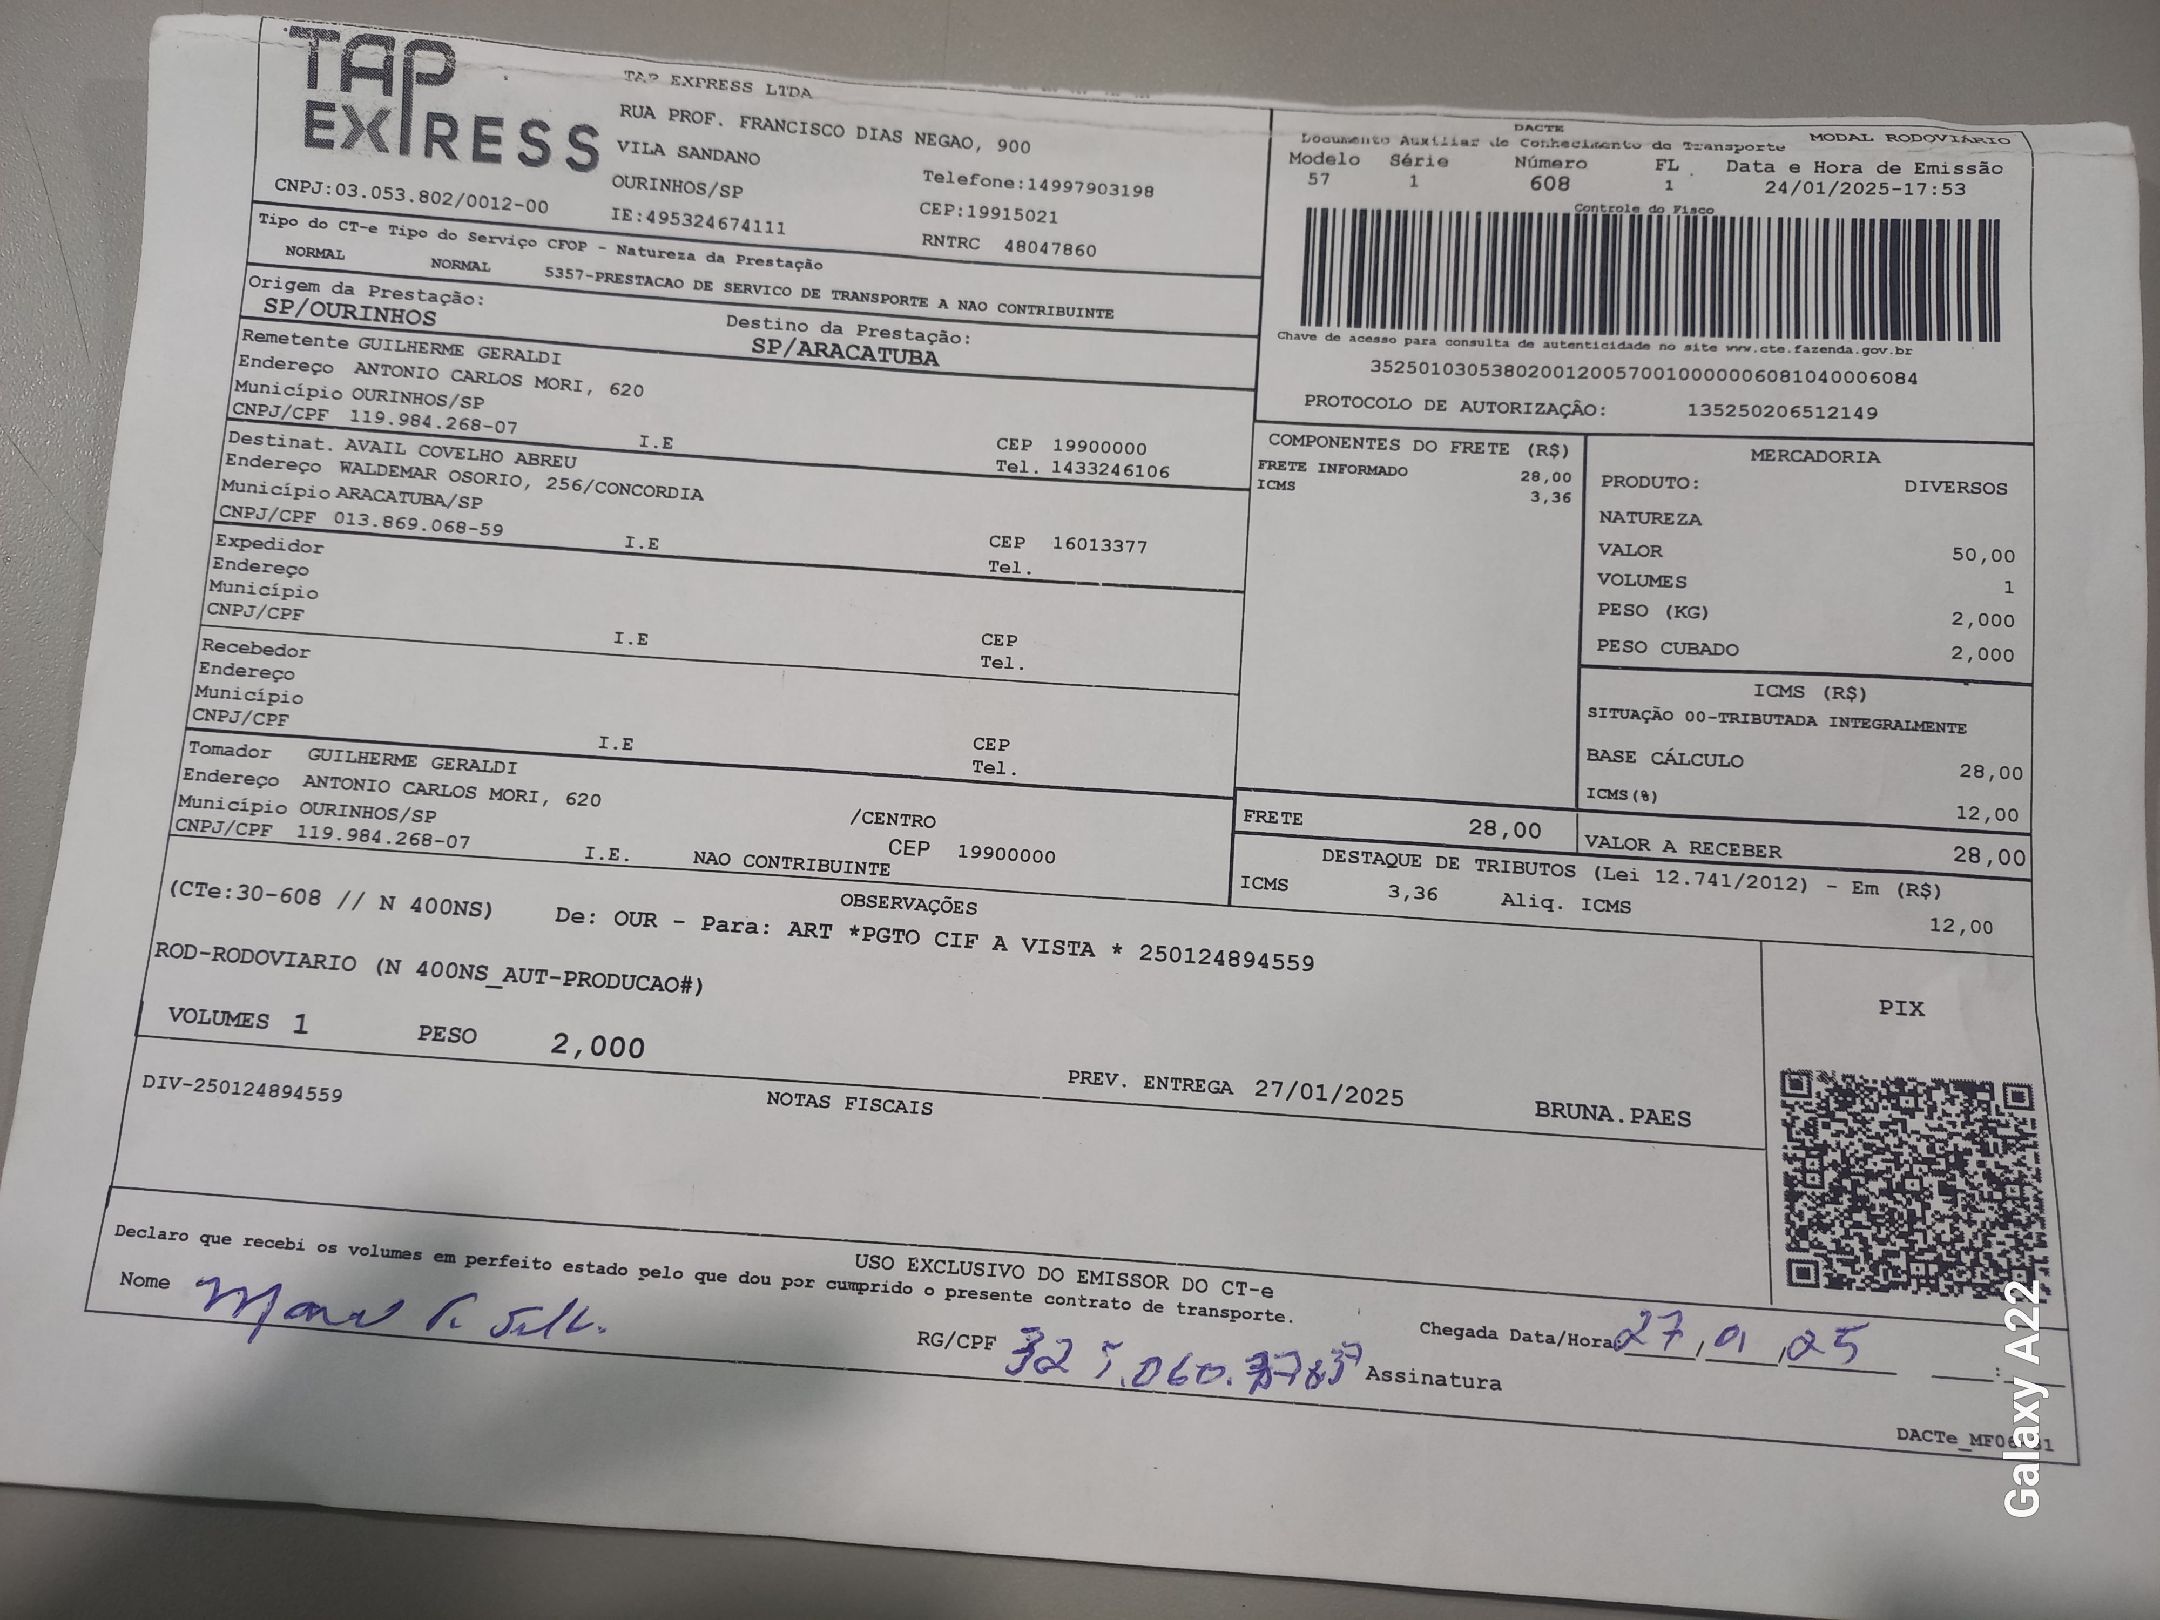 TAP EXPRESS
TAP EXPRESS LTDA
RUA PROF. FRANCISCO DIAS NEGAO, 900
VILA SANDANO
OURINHOS/SP
Telefone:14997903198
CEP:19915021
CNPJ:03.053.802/0012-00
IE:495324674111
RNTRC 48047860
DACTE
MODAL RODOVIÁRIO
Documento Auxiliar de Conhecimento de Transporte
Modelo Série Número FL Data e Hora de Emissão
57 1 608 1 24/01/2025-17:53
Controle do Fisco
Chave de acesso para consulta de autenticidade no site www.cte.fazenda.gov.br
35250103053802001200570010000006081040006084
PROTOCOLO DE AUTORIZAÇÃO: 135250206512149
Tipo do CT-e Tipo do Serviço CFOP - Natureza da Prestação
NORMAL NORMAL 5357-PRESTACAO DE SERVICO DE TRANSPORTE A NAO CONTRIBUINTE
Origem da Prestação:
SP/OURINHOS
Destino da Prestação:
SP/ARACATUBA
Remetente GUILHERME GERALDI
Endereço ANTONIO CARLOS MORI, 620
Município OURINHOS/SP CEP 19900000
CNPJ/CPF 119.984.268-07 I.E Tel. 1433246106
Destinat. AVAIL COVELHO ABREU
Endereço WALDEMAR OSORIO, 256/CONCORDIA
Município ARACATUBA/SP CEP 16013377
CNPJ/CPF 013.869.068-59 I.E Tel.
Expedidor
Endereço
Município CEP
CNPJ/CPF I.E Tel.
Recebedor
Endereço
Município CEP
CNPJ/CPF I.E Tel.
Tomador GUILHERME GERALDI
Endereço ANTONIO CARLOS MORI, 620 /CENTRO
Município OURINHOS/SP CEP 19900000
CNPJ/CPF 119.984.268-07 I.E. NAO CONTRIBUINTE
COMPONENTES DO FRETE (R$)
FRETE INFORMADO 28,00
ICMS 3,36
MERCADORIA
PRODUTO: DIVERSOS
NATUREZA
VALOR 50,00
VOLUMES 1
PESO (KG) 2,000
PESO CUBADO 2,000
ICMS (R$)
SITUAÇÃO 00-TRIBUTADA INTEGRALMENTE
BASE CÁLCULO 28,00
ICMS(%) 12,00
FRETE 28,00
VALOR A RECEBER 28,00
DESTAQUE DE TRIBUTOS (Lei 12.741/2012) - Em (R$)
ICMS 3,36 Aliq. ICMS 12,00
OBSERVAÇÕES
(CTe:30-608 // N 400NS) De: OUR - Para: ART *PGTO CIF A VISTA * 250124894559
ROD-RODOVIARIO (N 400NS_AUT-PRODUCAO#)
VOLUMES 1 PESO 2,000
PREV. ENTREGA 27/01/2025 BRUNA.PAES
PIX
NOTAS FISCAIS
DIV-250124894559
USO EXCLUSIVO DO EMISSOR DO CT-e
Declaro que recebi os volumes em perfeito estado pelo que dou por cumprido o presente contrato de transporte.
Nome
RG/CPF
Assinatura
Chegada Data/Hora 27/01/25 :
Galaxy A22